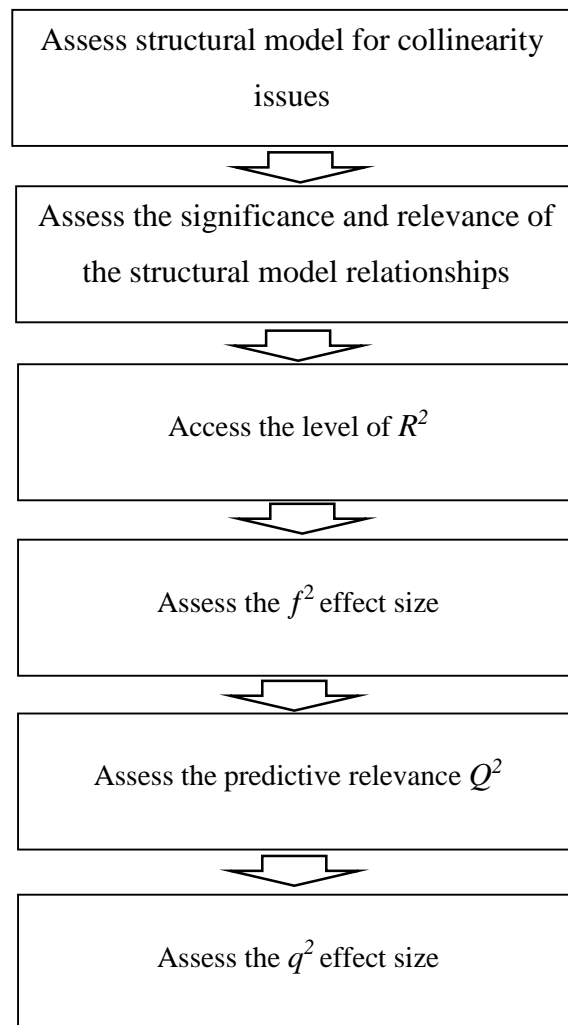 Assess structural model for collinearity
issues
Assess the significance and relevance of
the structural model relationships
Access the level of R²
Assess the f² effect size
Assess the predictive relevance Q²
Assess the q² effect size